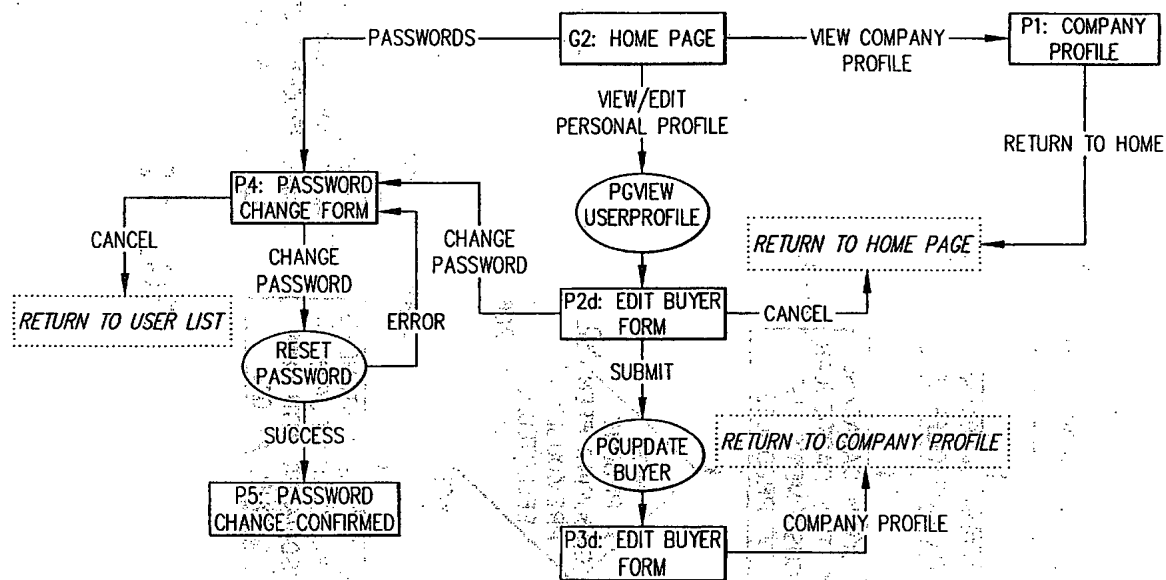 PASSWORDS
G2: HOME PAGE
VIEW COMPANY
PROFILE
P1: COMPANY
PROFILE
VIEW/EDIT
PERSONAL PROFILE
RETURN TO HOME
P4: PASSWORD
CHANGE FORM
PGVIEW
USERPROFILE
CANCEL
CHANGE
PASSWORD
CHANGE
PASSWORD
RETURN TO HOME PAGE
RETURN TO USER LIST
ERROR
P2d: EDIT BUYER
FORM
CANCEL
RESET
PASSWORD
SUBMIT
SUCCESS
PGUPDATE
BUYER
RETURN TO COMPANY PROFILE
P5: PASSWORD
CHANGE CONFIRMED
P3d: EDIT BUYER
FORM
COMPANY PROFILE